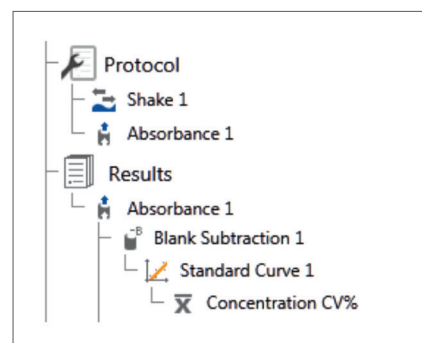 Protocol
Shake 1
Absorbance 1
Results
Absorbance 1
-B
Blank Subtraction 1
Standard Curve 1
X
Concentration CV%